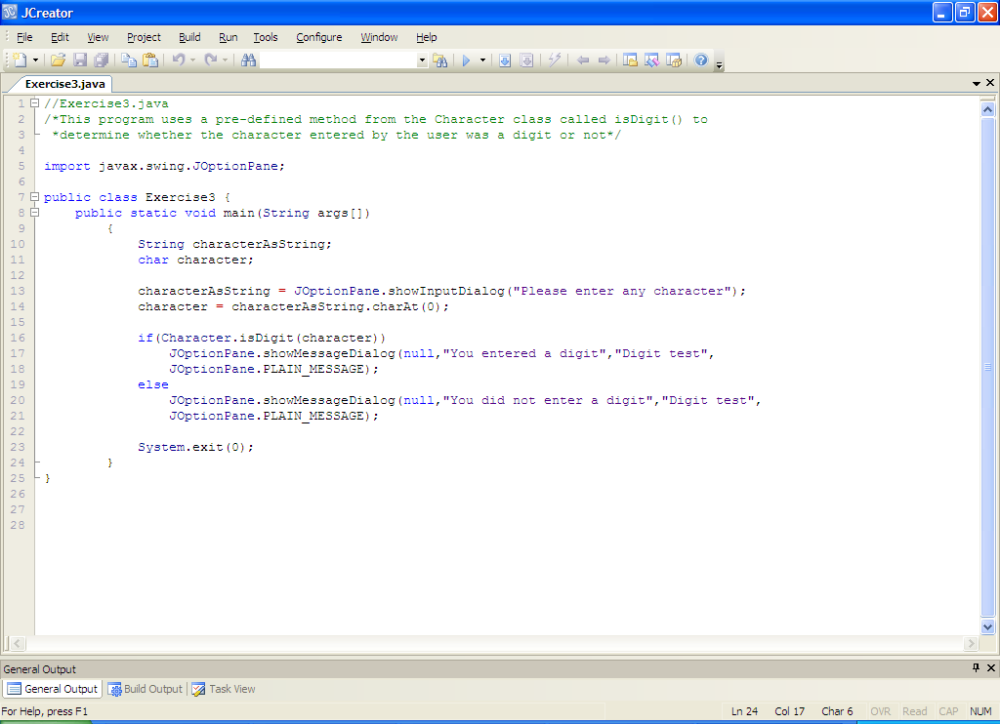 JCreator
File Edit View Project Build Run Tools Configure Window Help
Exercise3.java
1 //Exercise3.java
2 /*This program uses a pre-defined method from the Character class called isDigit() to
3 *determine whether the character entered by the user was a digit or not*/
4
5 import javax.swing.JOptionPane;
6
7 public class Exercise3 {
8 public static void main(String args[])
9 {
10 String characterAsString;
11 char character;
12
13 characterAsString = JOptionPane.showInputDialog("Please enter any character");
14 character = characterAsString.charAt(0);
15
16 if(Character.isDigit(character))
17 JOptionPane.showMessageDialog(null,"You entered a digit","Digit test",
18 JOptionPane.PLAIN_MESSAGE);
19 else
20 JOptionPane.showMessageDialog(null,"You did not enter a digit","Digit test",
21 JOptionPane.PLAIN_MESSAGE);
22
23 System.exit(0);
24 }
25 }
26
27
28
General Output
General Output Build Output Task View
For Help, press F1 Ln 24 Col 17 Char 6 OVR Read CAP NUM